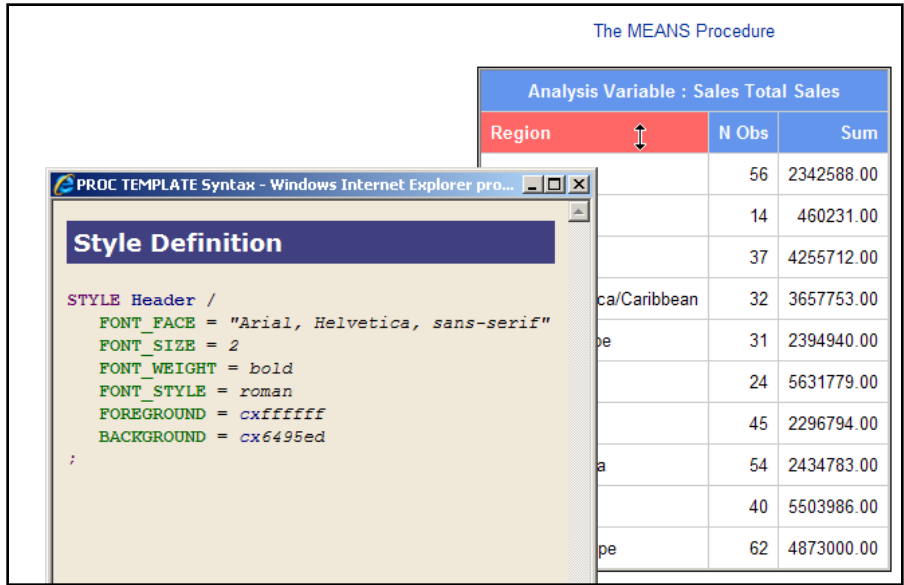 The MEANS Procedure
Analysis Variable : Sales Total Sales
Region N Obs Sum
56 2342588.00
14 460231.00
37 4255712.00
ca/Caribbean 32 3657753.00
pe 31 2394940.00
24 5631779.00
45 2296794.00
a 54 2434783.00
40 5503986.00
pe 62 4873000.00
PROC TEMPLATE Syntax - Windows Internet Explorer pro...
Style Definition
STYLE Header /
FONT_FACE = "Arial, Helvetica, sans-serif"
FONT_SIZE = 2
FONT_WEIGHT = bold
FONT_STYLE = roman
FOREGROUND = cxffffff
BACKGROUND = cx6495ed
;